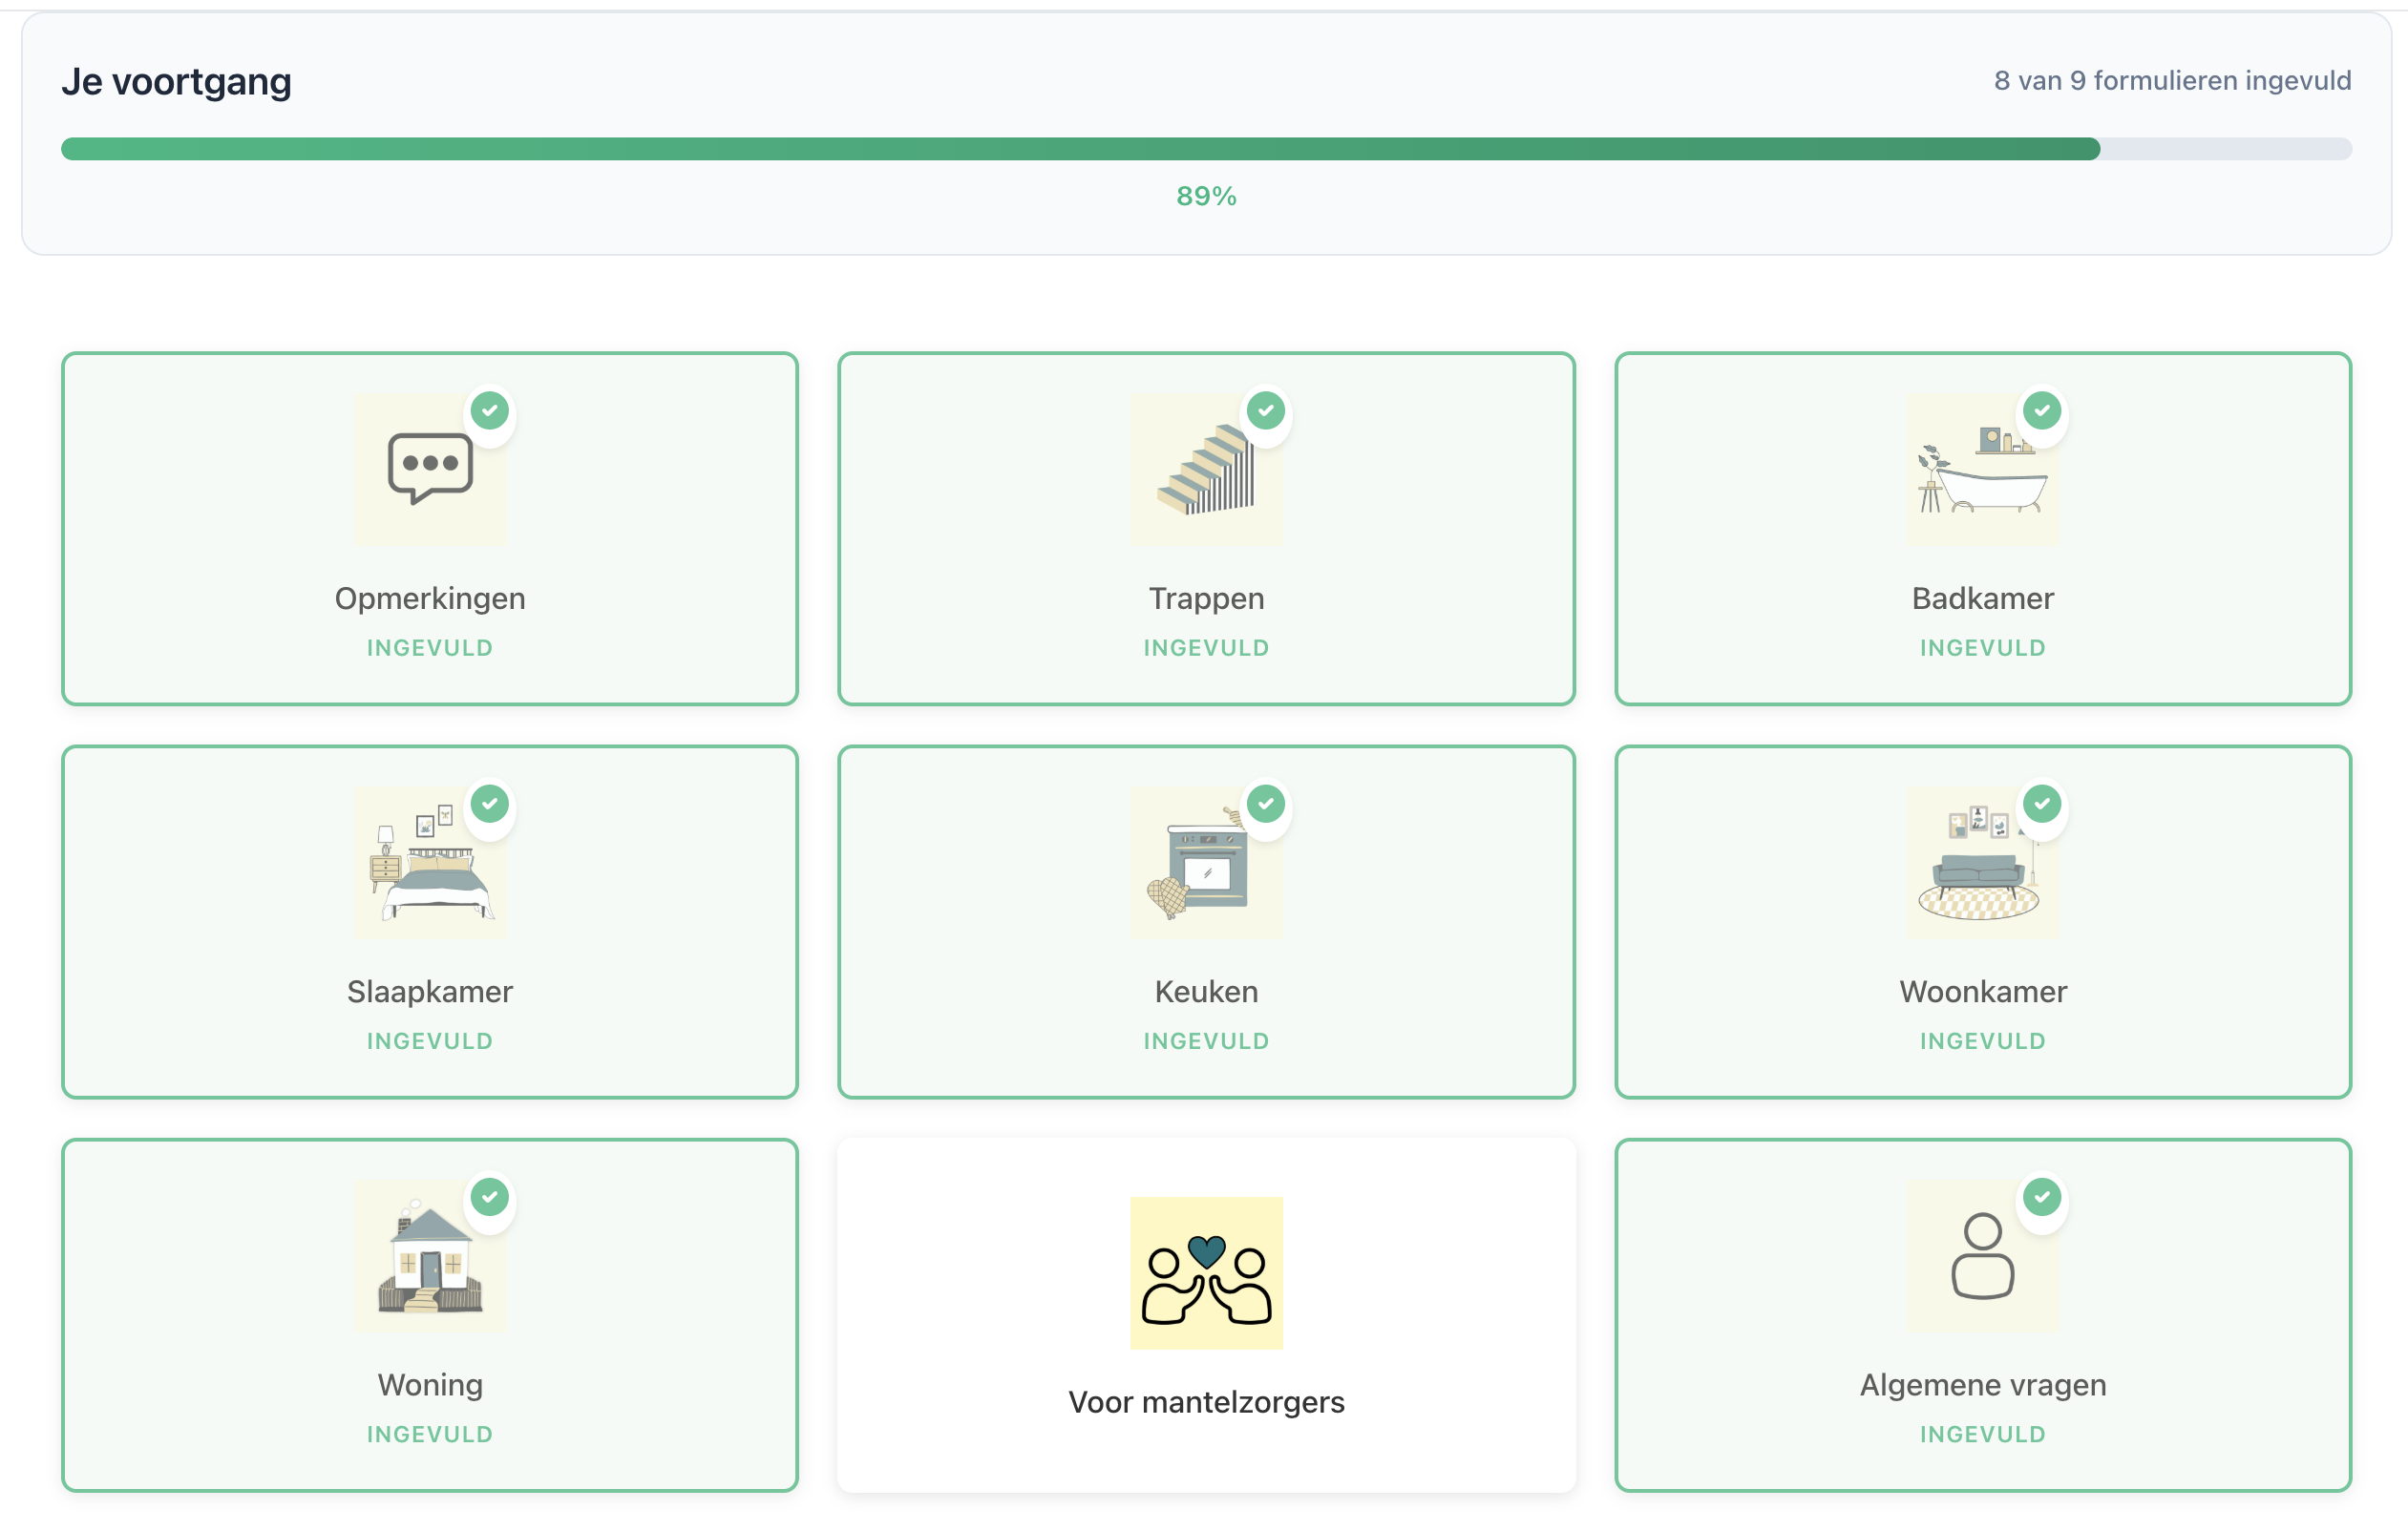 Je voortgang
8 van 9 formulieren ingevuld
89%
Opmerkingen
INGEVULD
Trappen
INGEVULD
Badkamer
INGEVULD
Slaapkamer
INGEVULD
Keuken
INGEVULD
Woonkamer
INGEVULD
Woning
INGEVULD
Voor mantelzorgers
Algemene vragen
INGEVULD